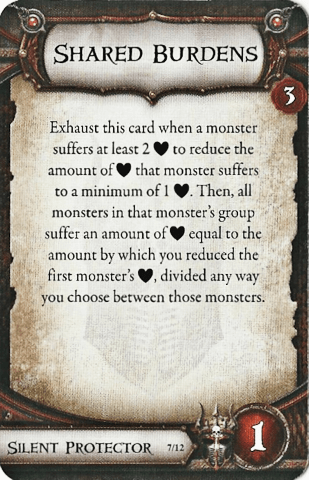 Shared Burdens
3
Exhaust this card when a monster
suffers at least 2 ♥ to reduce the
amount of ♥ that monster suffers
to a minimum of 1 ♥. Then, all
monsters in that monster's group
suffer an amount of ♥ equal to the
amount by which you reduced the
first monster's ♥, divided any way
you choose between those monsters.
Silent Protector 7/12
1